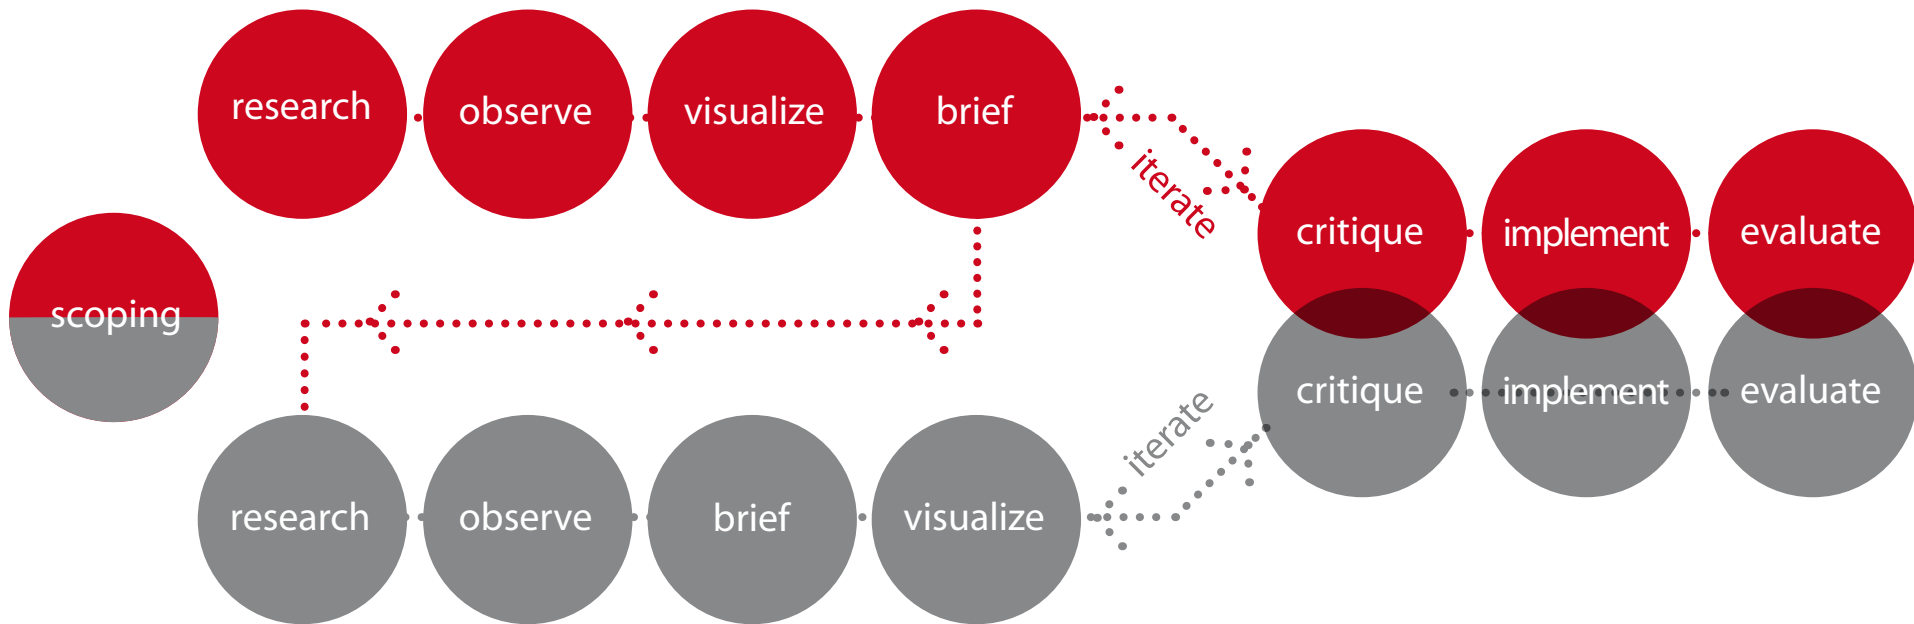 research
observe
visualize
brief
iterate
critique
implement
evaluate
scoping
research
observe
brief
visualize
iterate
critique
implement
evaluate